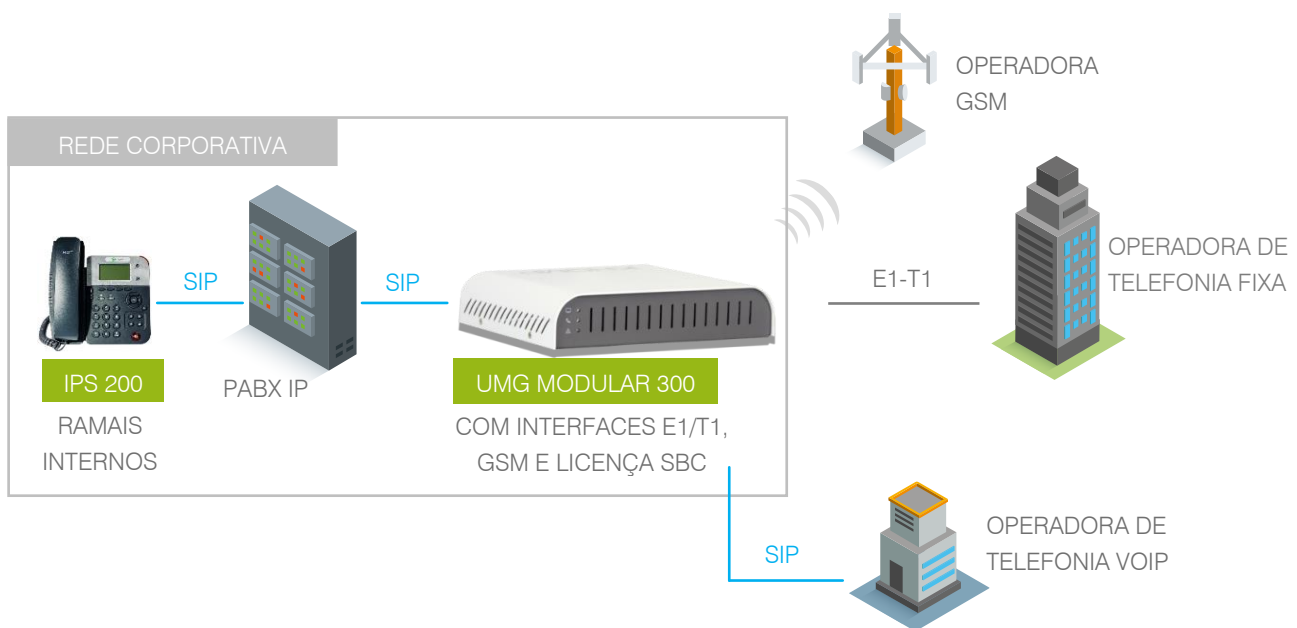 OPERADORA
GSM
REDE CORPORATIVA
SIP
SIP
E1-T1
OPERADORA DE
TELEFONIA FIXA
IPS 200
RAMAIS
INTERNOS
PABX IP
UMG MODULAR 300
COM INTERFACES E1/T1,
GSM E LICENÇA SBC
SIP
OPERADORA DE
TELEFONIA VOIP